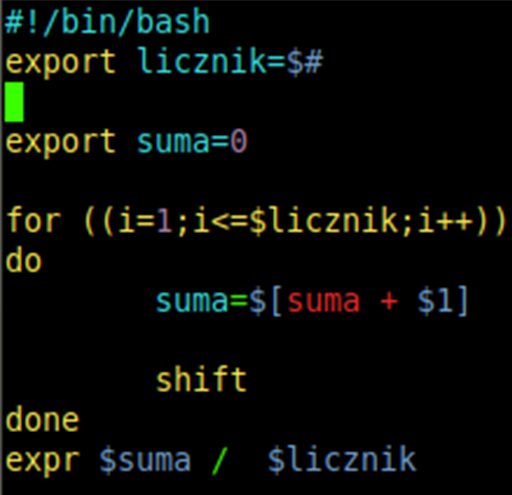 #!/bin/bash
export licznik=$#
export suma=0
for ((i=1;i<=$licznik;i++))
do
suma=$[suma + $1]
shift
done
expr $suma /  $licznik